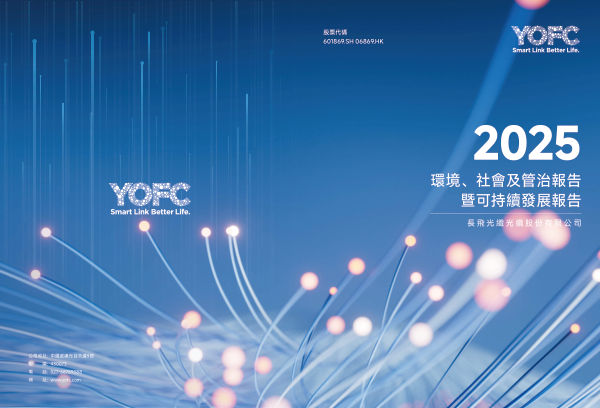 股票代碼
601869.SH 06869.HK
YOFC
Smart Link Better Life.
2025
環境、社會及管治報告
暨可持續發展報告
長飛光纖光纜股份有限公司
YOFC
Smart Link Better Life.